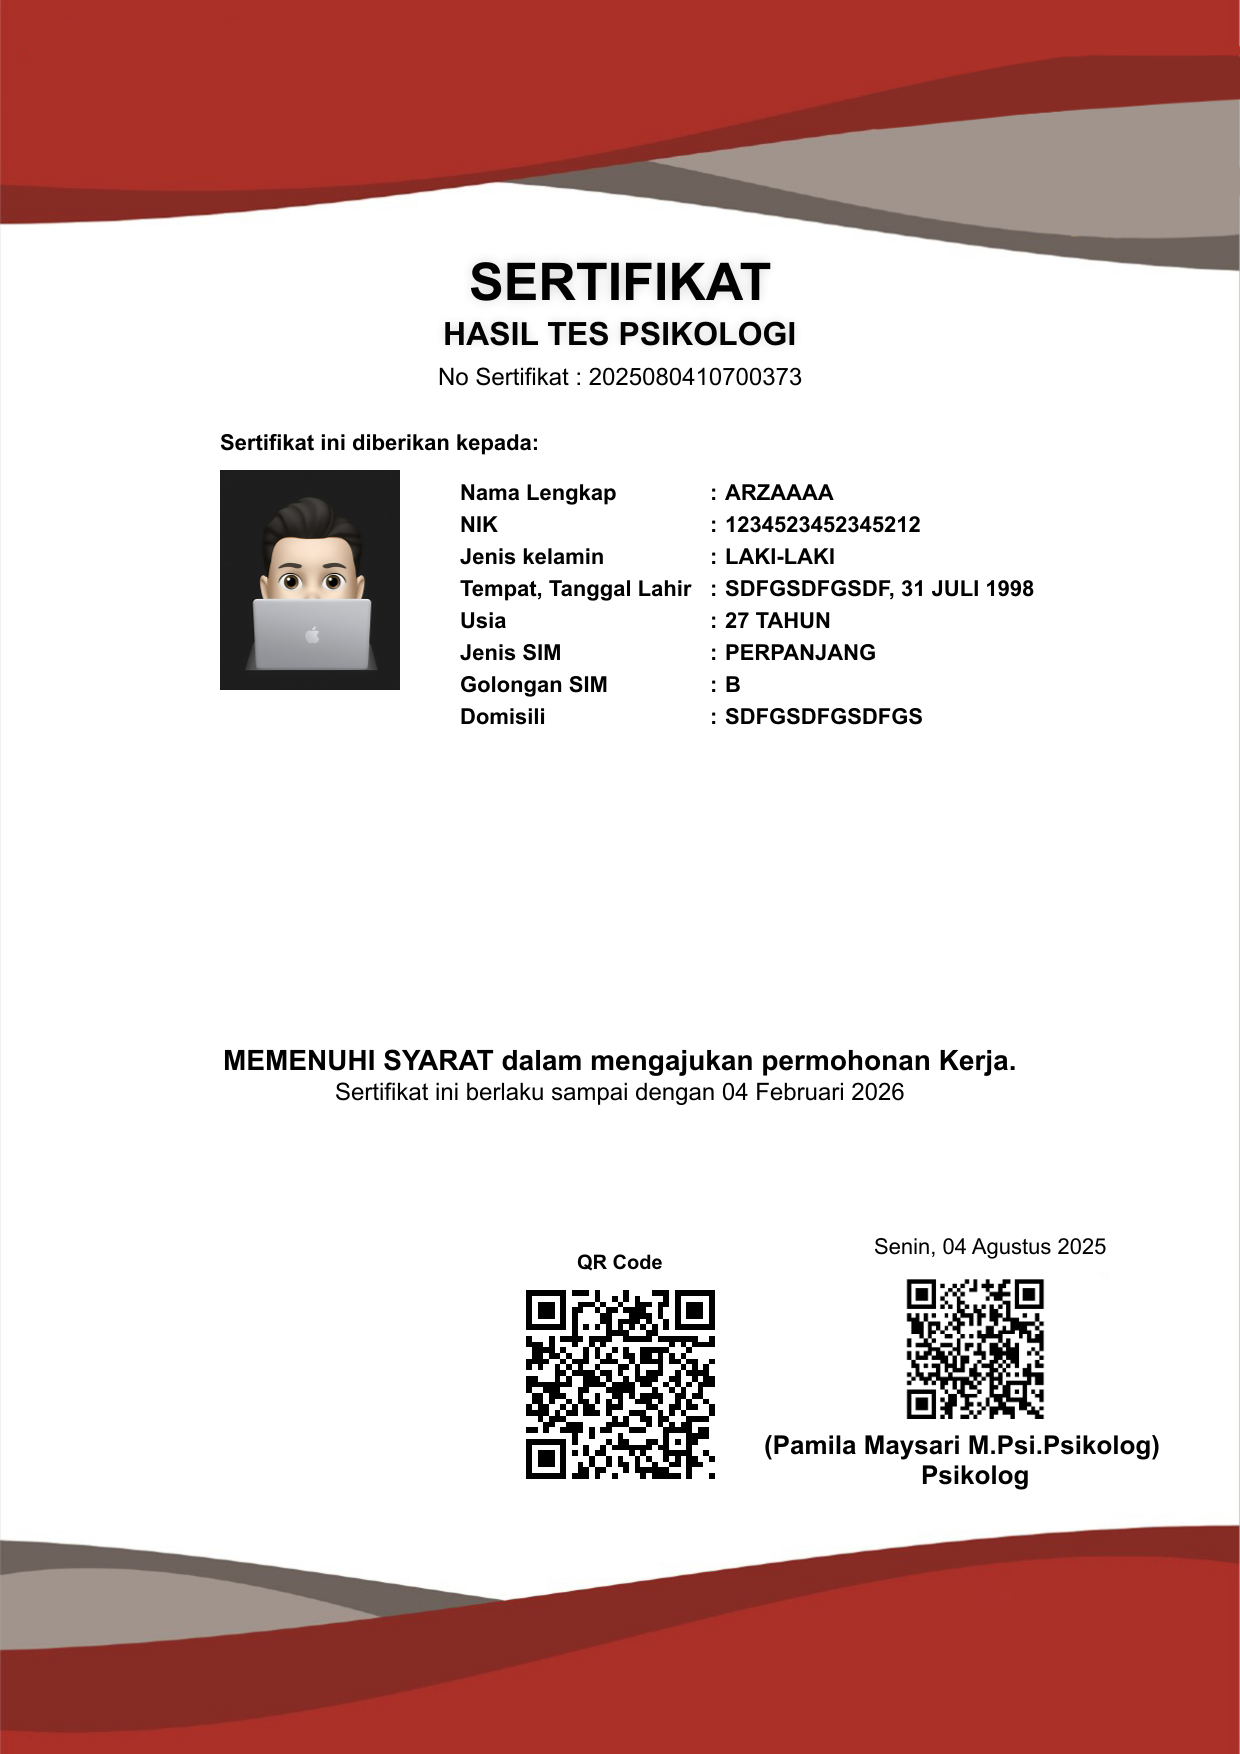 SERTIFIKAT
HASIL TES PSIKOLOGI
No Sertifikat : 2025080410700373
Sertifikat ini diberikan kepada:
Nama Lengkap : ARZAAAA
NIK : 1234523452345212
Jenis kelamin : LAKI-LAKI
Tempat, Tanggal Lahir : SDFGSDFGSDF, 31 JULI 1998
Usia : 27 TAHUN
Jenis SIM : PERPANJANG
Golongan SIM : B
Domisili : SDFGSDFGSDFGS
MEMENUHI SYARAT dalam mengajukan permohonan Kerja.
Sertifikat ini berlaku sampai dengan 04 Februari 2026
Senin, 04 Agustus 2025
QR Code
(Pamila Maysari M.Psi.Psikolog)
Psikolog